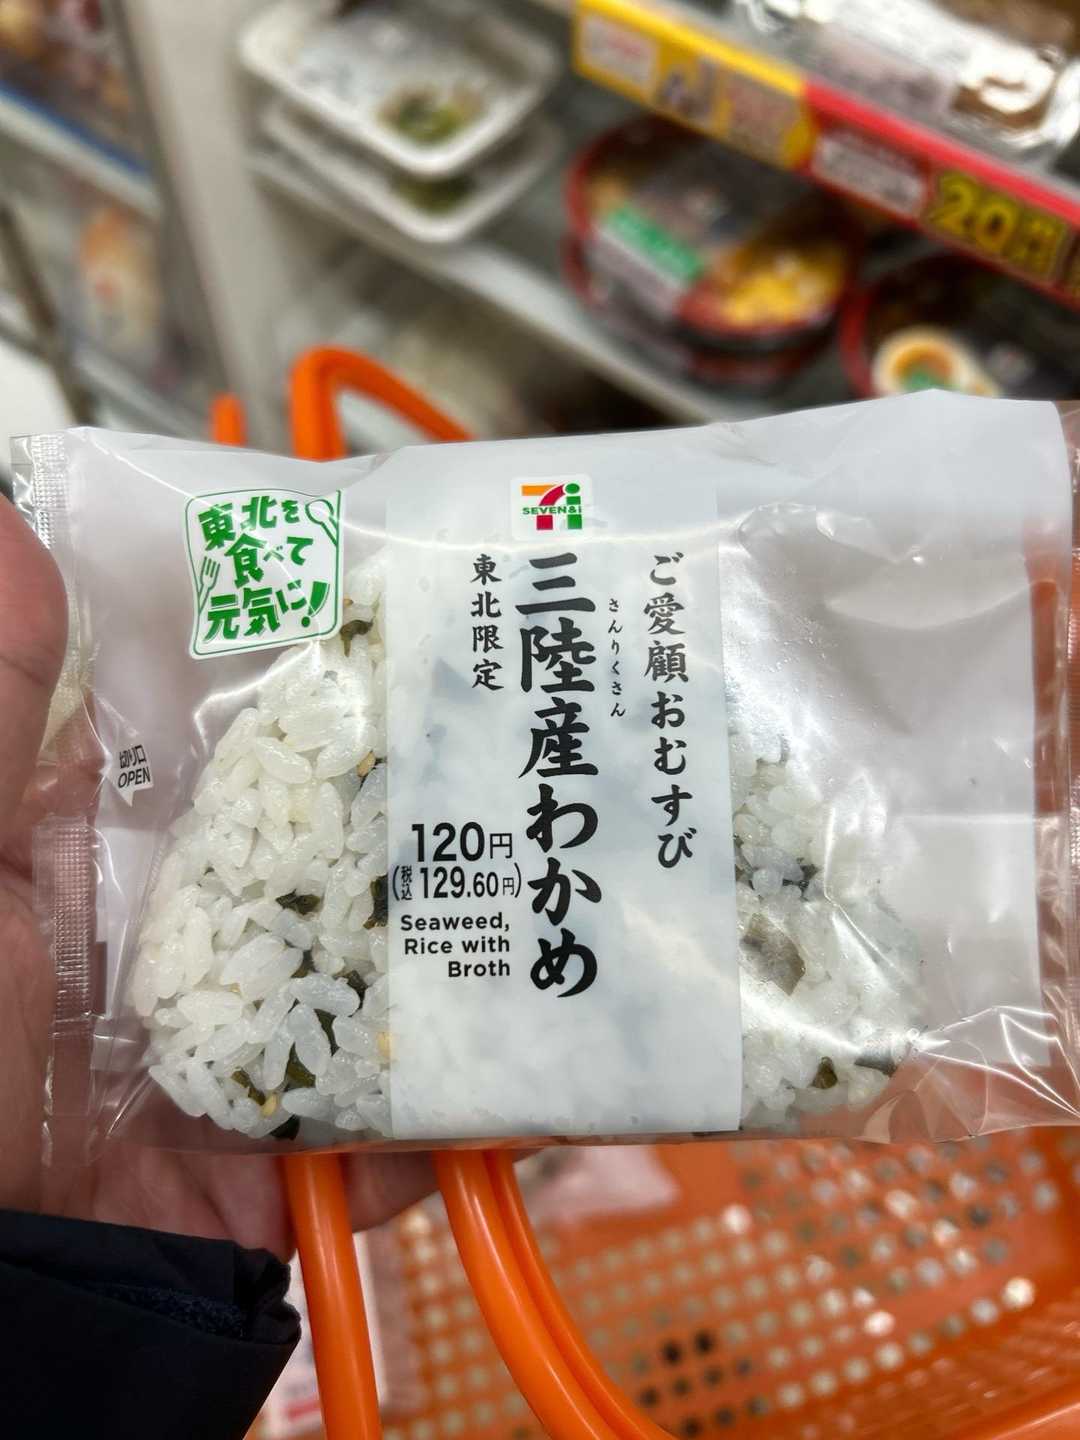 東北を
食べて
元気に!
SEVEN&i
ご愛顧おむすび
三陸産わかめ
さんりくさん
東北限定
120円
(税込129.60円)
Seaweed,
Rice with
Broth
切り口
OPEN
20